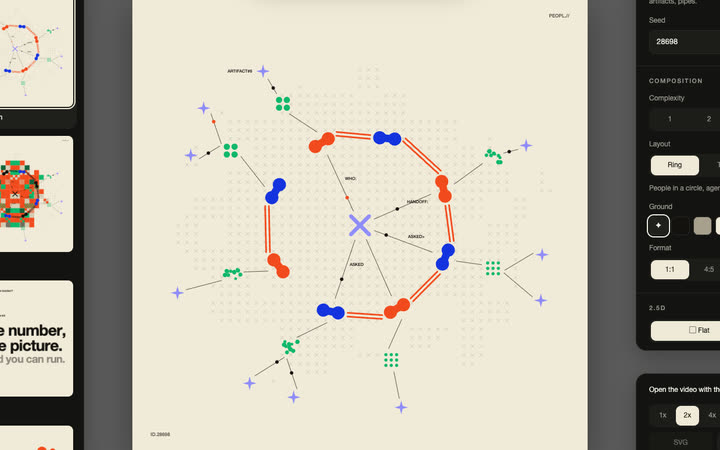 PEOPL//
ARTIFACT#8
WHO:
HANDOFF:
ASKED>
ASKED
ID:28698
e number,
e picture.
d you can run.
artifacts, pipes.
Seed
28698
COMPOSITION
Complexity
1 2
Layout
Ring
People in a circle, agen
Ground
Format
1:1 4:5
2.5D
Flat
Open the video with the
1x 2x 4x
SVG